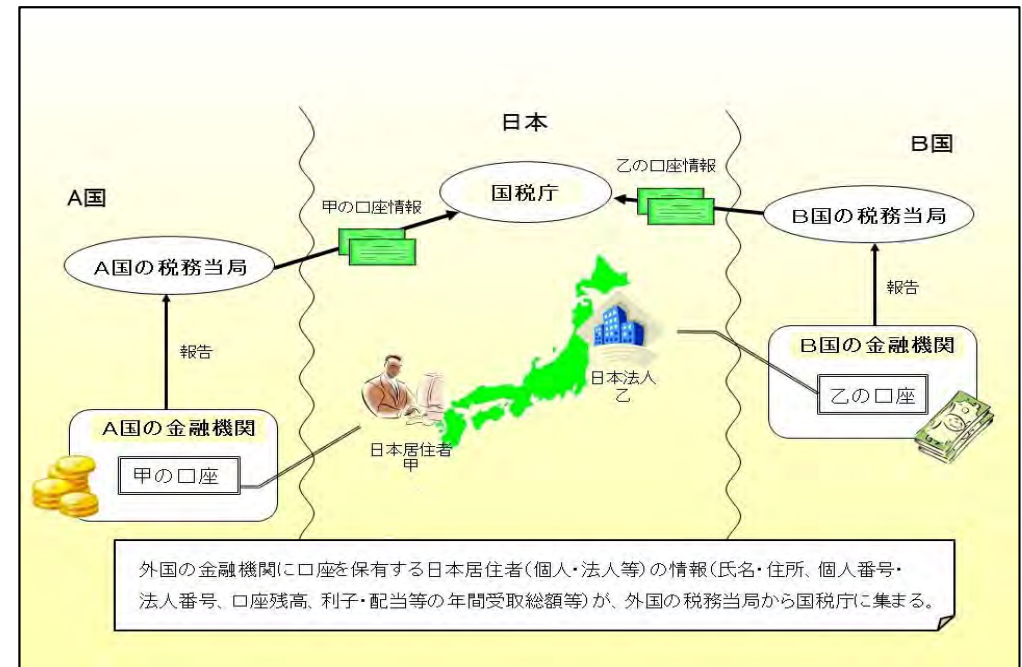 日本
B国
A国
国税庁
乙の口座情報
甲の口座情報
B国の税務当局
A国の税務当局
報告
報告
B国の金融機関
乙の口座
日本法人
乙
A国の金融機関
甲の口座
日本居住者
甲
外国の金融機関に口座を保有する日本居住者(個人・法人等)の情報(氏名・住所、個人番号・
法人番号、口座残高、利子・配当等の年間受取総額等)が、外国の税務当局から国税庁に集まる。